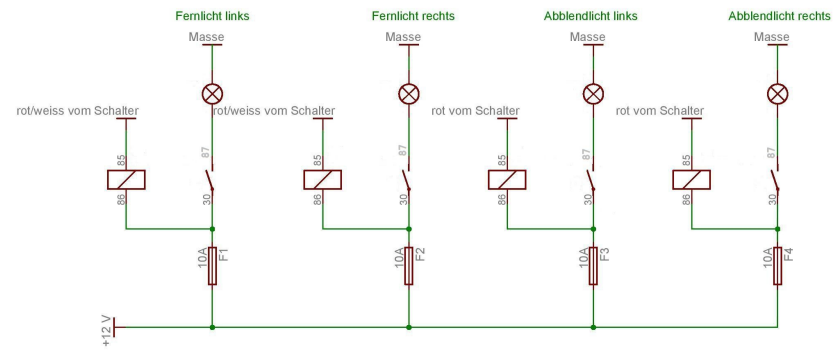 Fernlicht links
Fernlicht rechts
Abblendlicht links
Abblendlicht rechts
Masse
Masse
Masse
Masse
rot/weiss vom Schalter
rot/weiss vom Schalter
rot vom Schalter
rot vom Schalter
85
87
85
87
85
87
85
87
86
30
86
30
86
30
86
30
10A
F1
10A
F2
10A
F3
10A
F4
+12 V